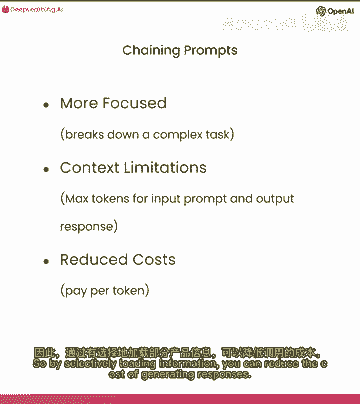 DeepLearning.AI
OpenAI
Chaining Prompts
• More Focused
(breaks down a complex task)
• Context Limitations
(Max tokens for input prompt and output
response)
• Reduced Costs
(pay per token)
因此，通过有选择地加载部分产品信息，可以降低调用的成本。
So by selectively loading information, you can reduce the c
ost of generating responses.